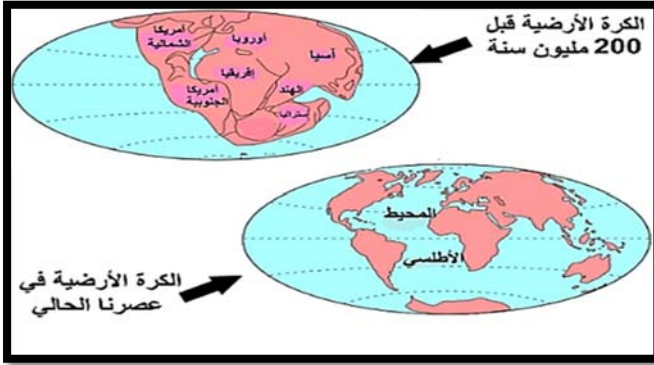 الكرة الأرضية قبل
200 مليون سنة
أمريكا
الشمالية
أوروبا
آسيا
إفريقيا
الهند
أمريكا
الجنوبية
ستراليا
المحيط
الأطلسي
الكرة الأرضية في
عصرنا الحالي